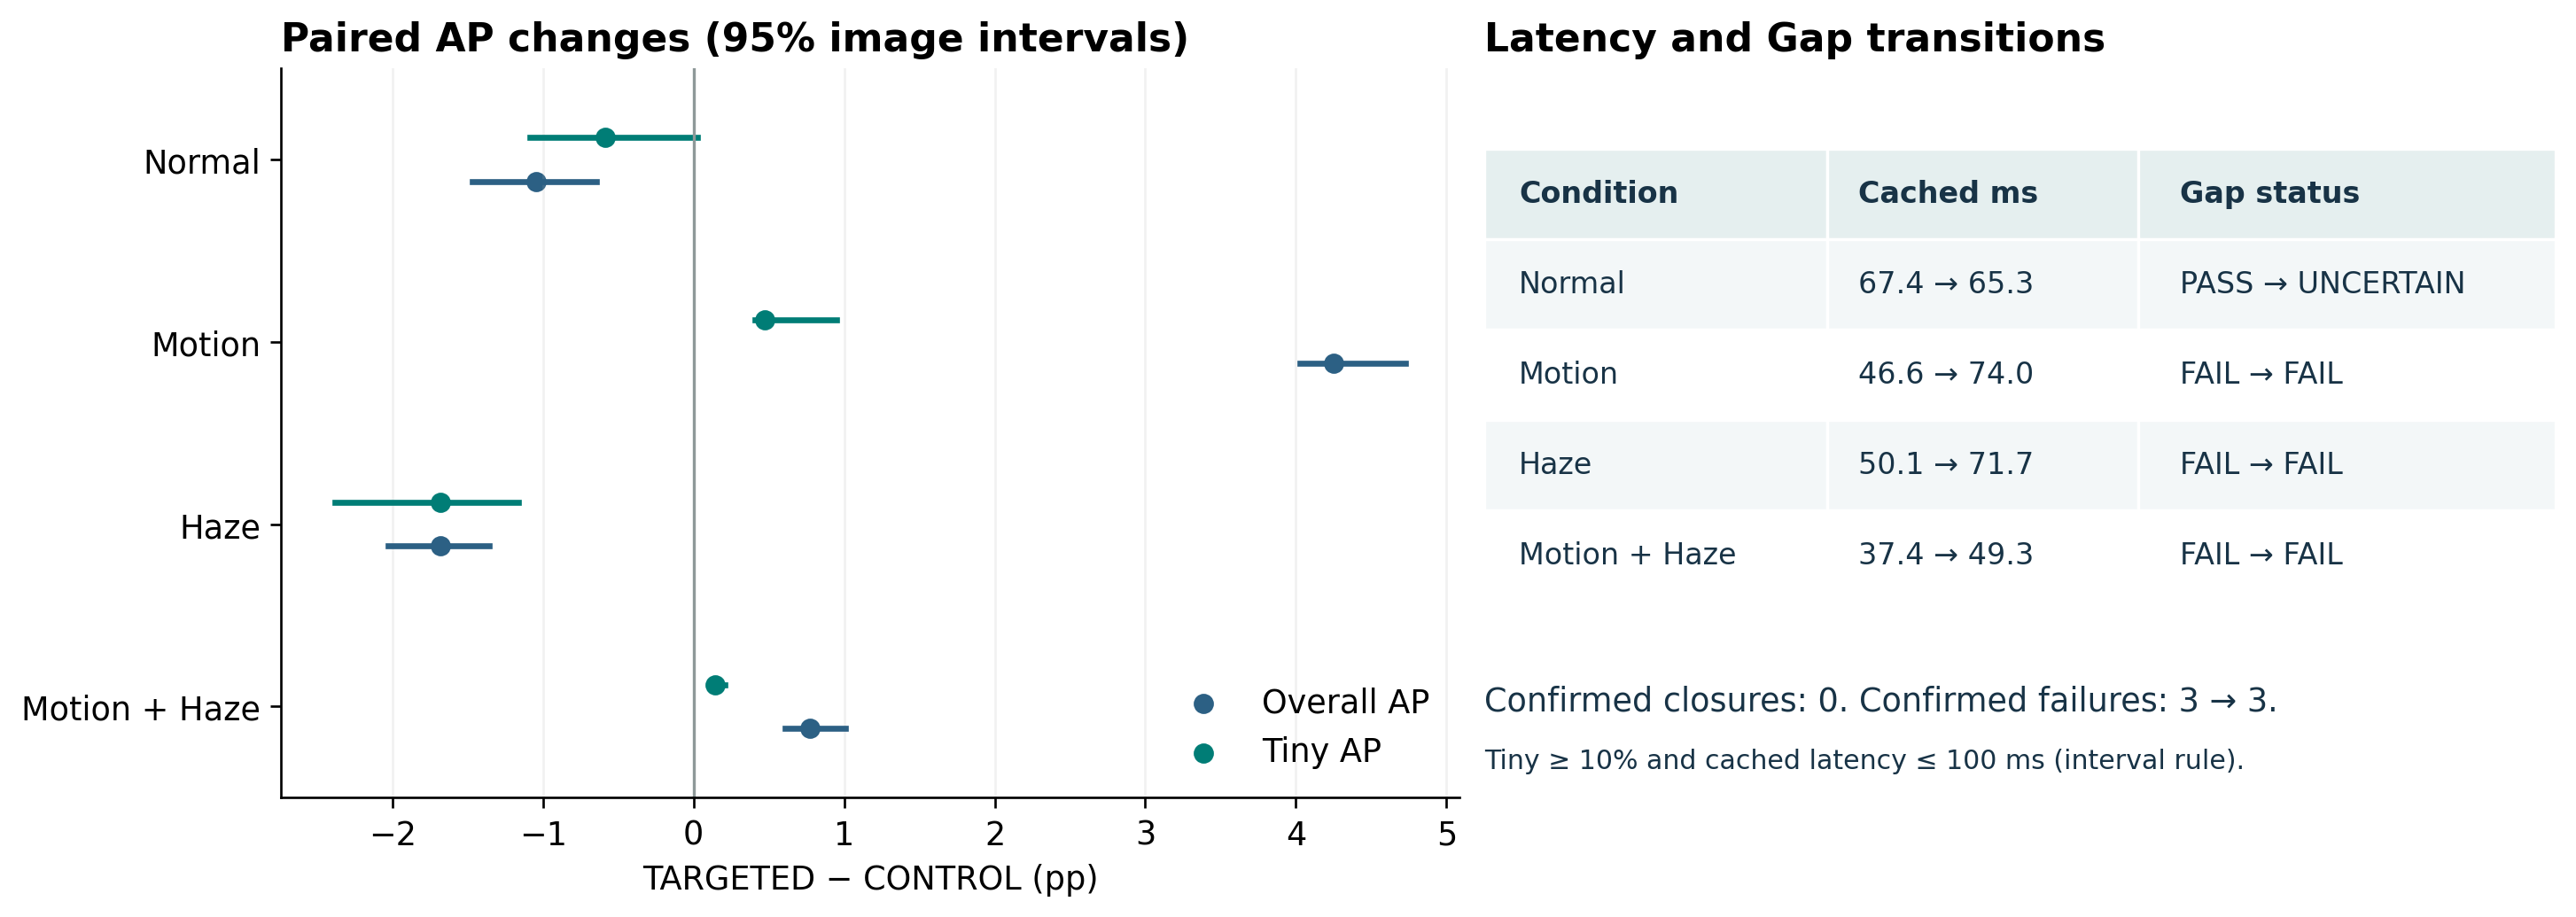 Paired AP changes (95% image intervals)
Normal
Motion
Haze
Motion + Haze
Overall AP
Tiny AP
−2 −1 0 1 2 3 4 5
TARGETED − CONTROL (pp)
Latency and Gap transitions
Condition Cached ms Gap status
Normal 67.4 → 65.3 PASS → UNCERTAIN
Motion 46.6 → 74.0 FAIL → FAIL
Haze 50.1 → 71.7 FAIL → FAIL
Motion + Haze 37.4 → 49.3 FAIL → FAIL
Confirmed closures: 0. Confirmed failures: 3 → 3.
Tiny ≥ 10% and cached latency ≤ 100 ms (interval rule).